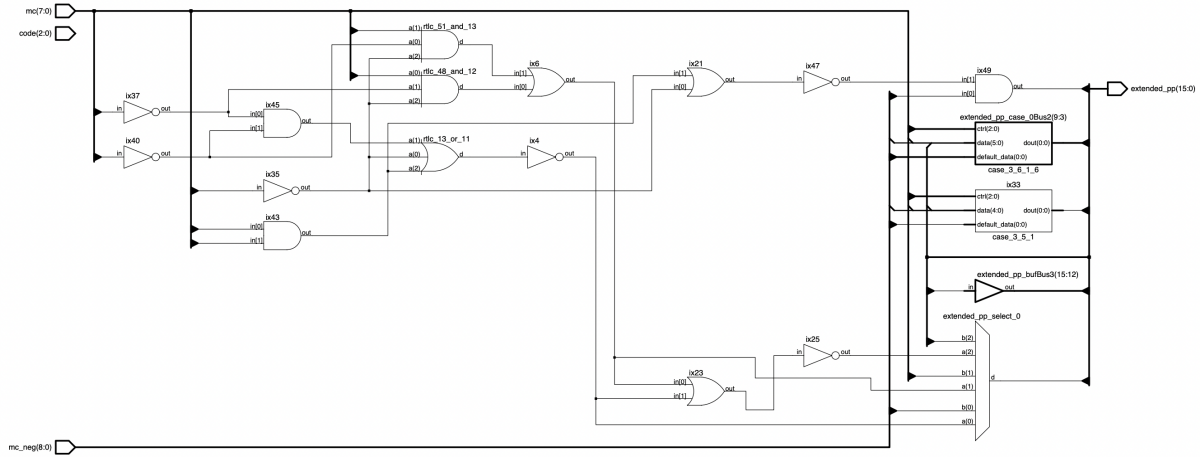 mc(7:0)
code(2:0)
a(1) rtlc_51_and_13
a(0) d
a(2)
a(0) rtlc_48_and_12
a(1) d
a(2)
ix6
in[1] out
in[0]
ix21
in[1] out
in[0]
ix47
in out
ix49
in[1] out
in[0]
extended_pp(15:0)
ix37
in out
ix45
in[0] out
in[1]
ix40
in out
a(1) rtlc_13_or_11
a(0) d
a(2)
ix4
in out
extended_pp_case_0Bus2(9:3)
ctrl(2:0)
data(5:0) dout(0:0)
default_data(0:0)
case_3_6_1_6
ix35
in out
ix33
ctrl(2:0)
data(4:0) dout(0:0)
default_data(0:0)
case_3_5_1
ix43
in[0] out
in[1]
extended_pp_bufBus3(15:12)
in out
extended_pp_select_0
b(2)
a(2)
b(1)
a(1)
d
b(0)
a(0)
ix25
in out
ix23
in[0] out
in[1]
mc_neg(8:0)